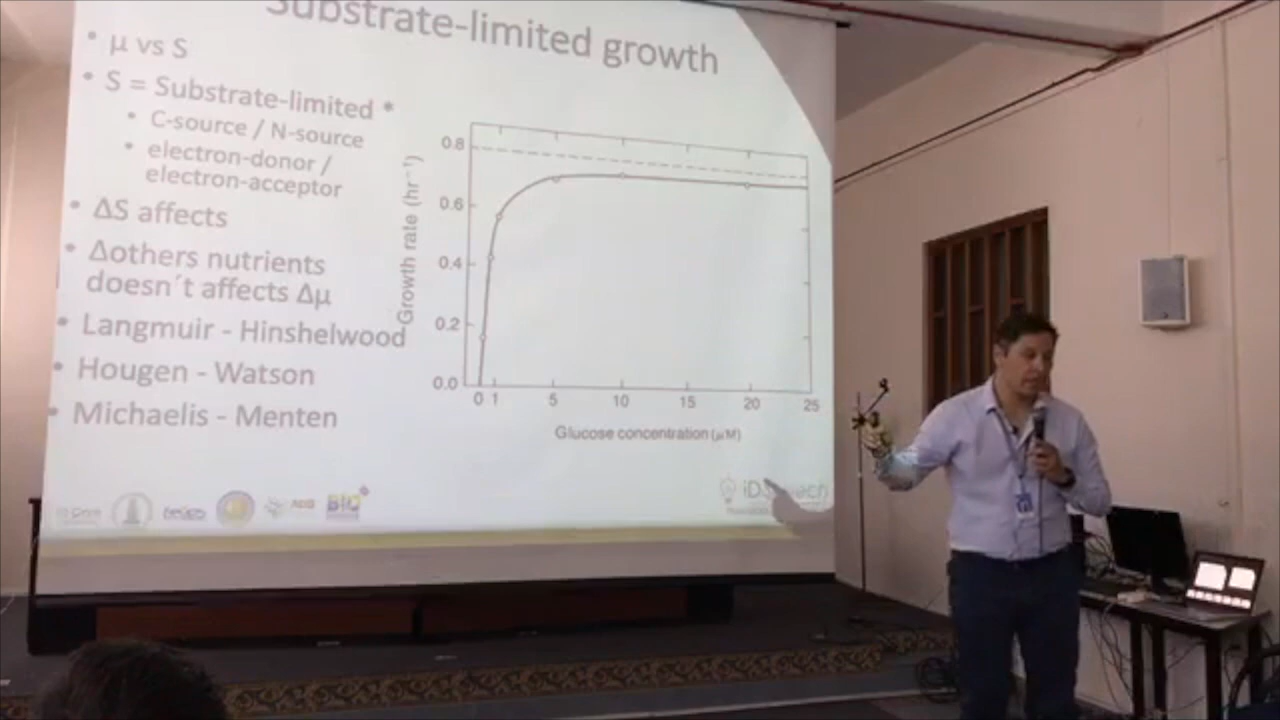 Substrate-limited growth
• μ vs S
• S = Substrate-limited *
• C-source / N-source
• electron-donor /
electron-acceptor
• ΔS affects
• Δothers nutrients
doesn´t affects Δμ
• Langmuir - Hinshelwood
• Hougen - Watson
• Michaelis - Menten
Growth rate (hr⁻¹)
0.8
0.6
0.4
0.2
0.0
0 1 5 10 15 20 25
Glucose concentration (μM)